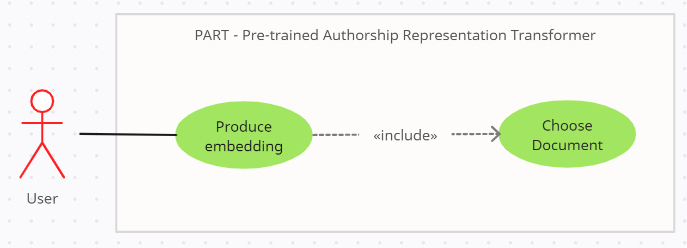 PART - Pre-trained Authorship Representation Transformer
Produce
embedding
«include»
Choose
Document
User